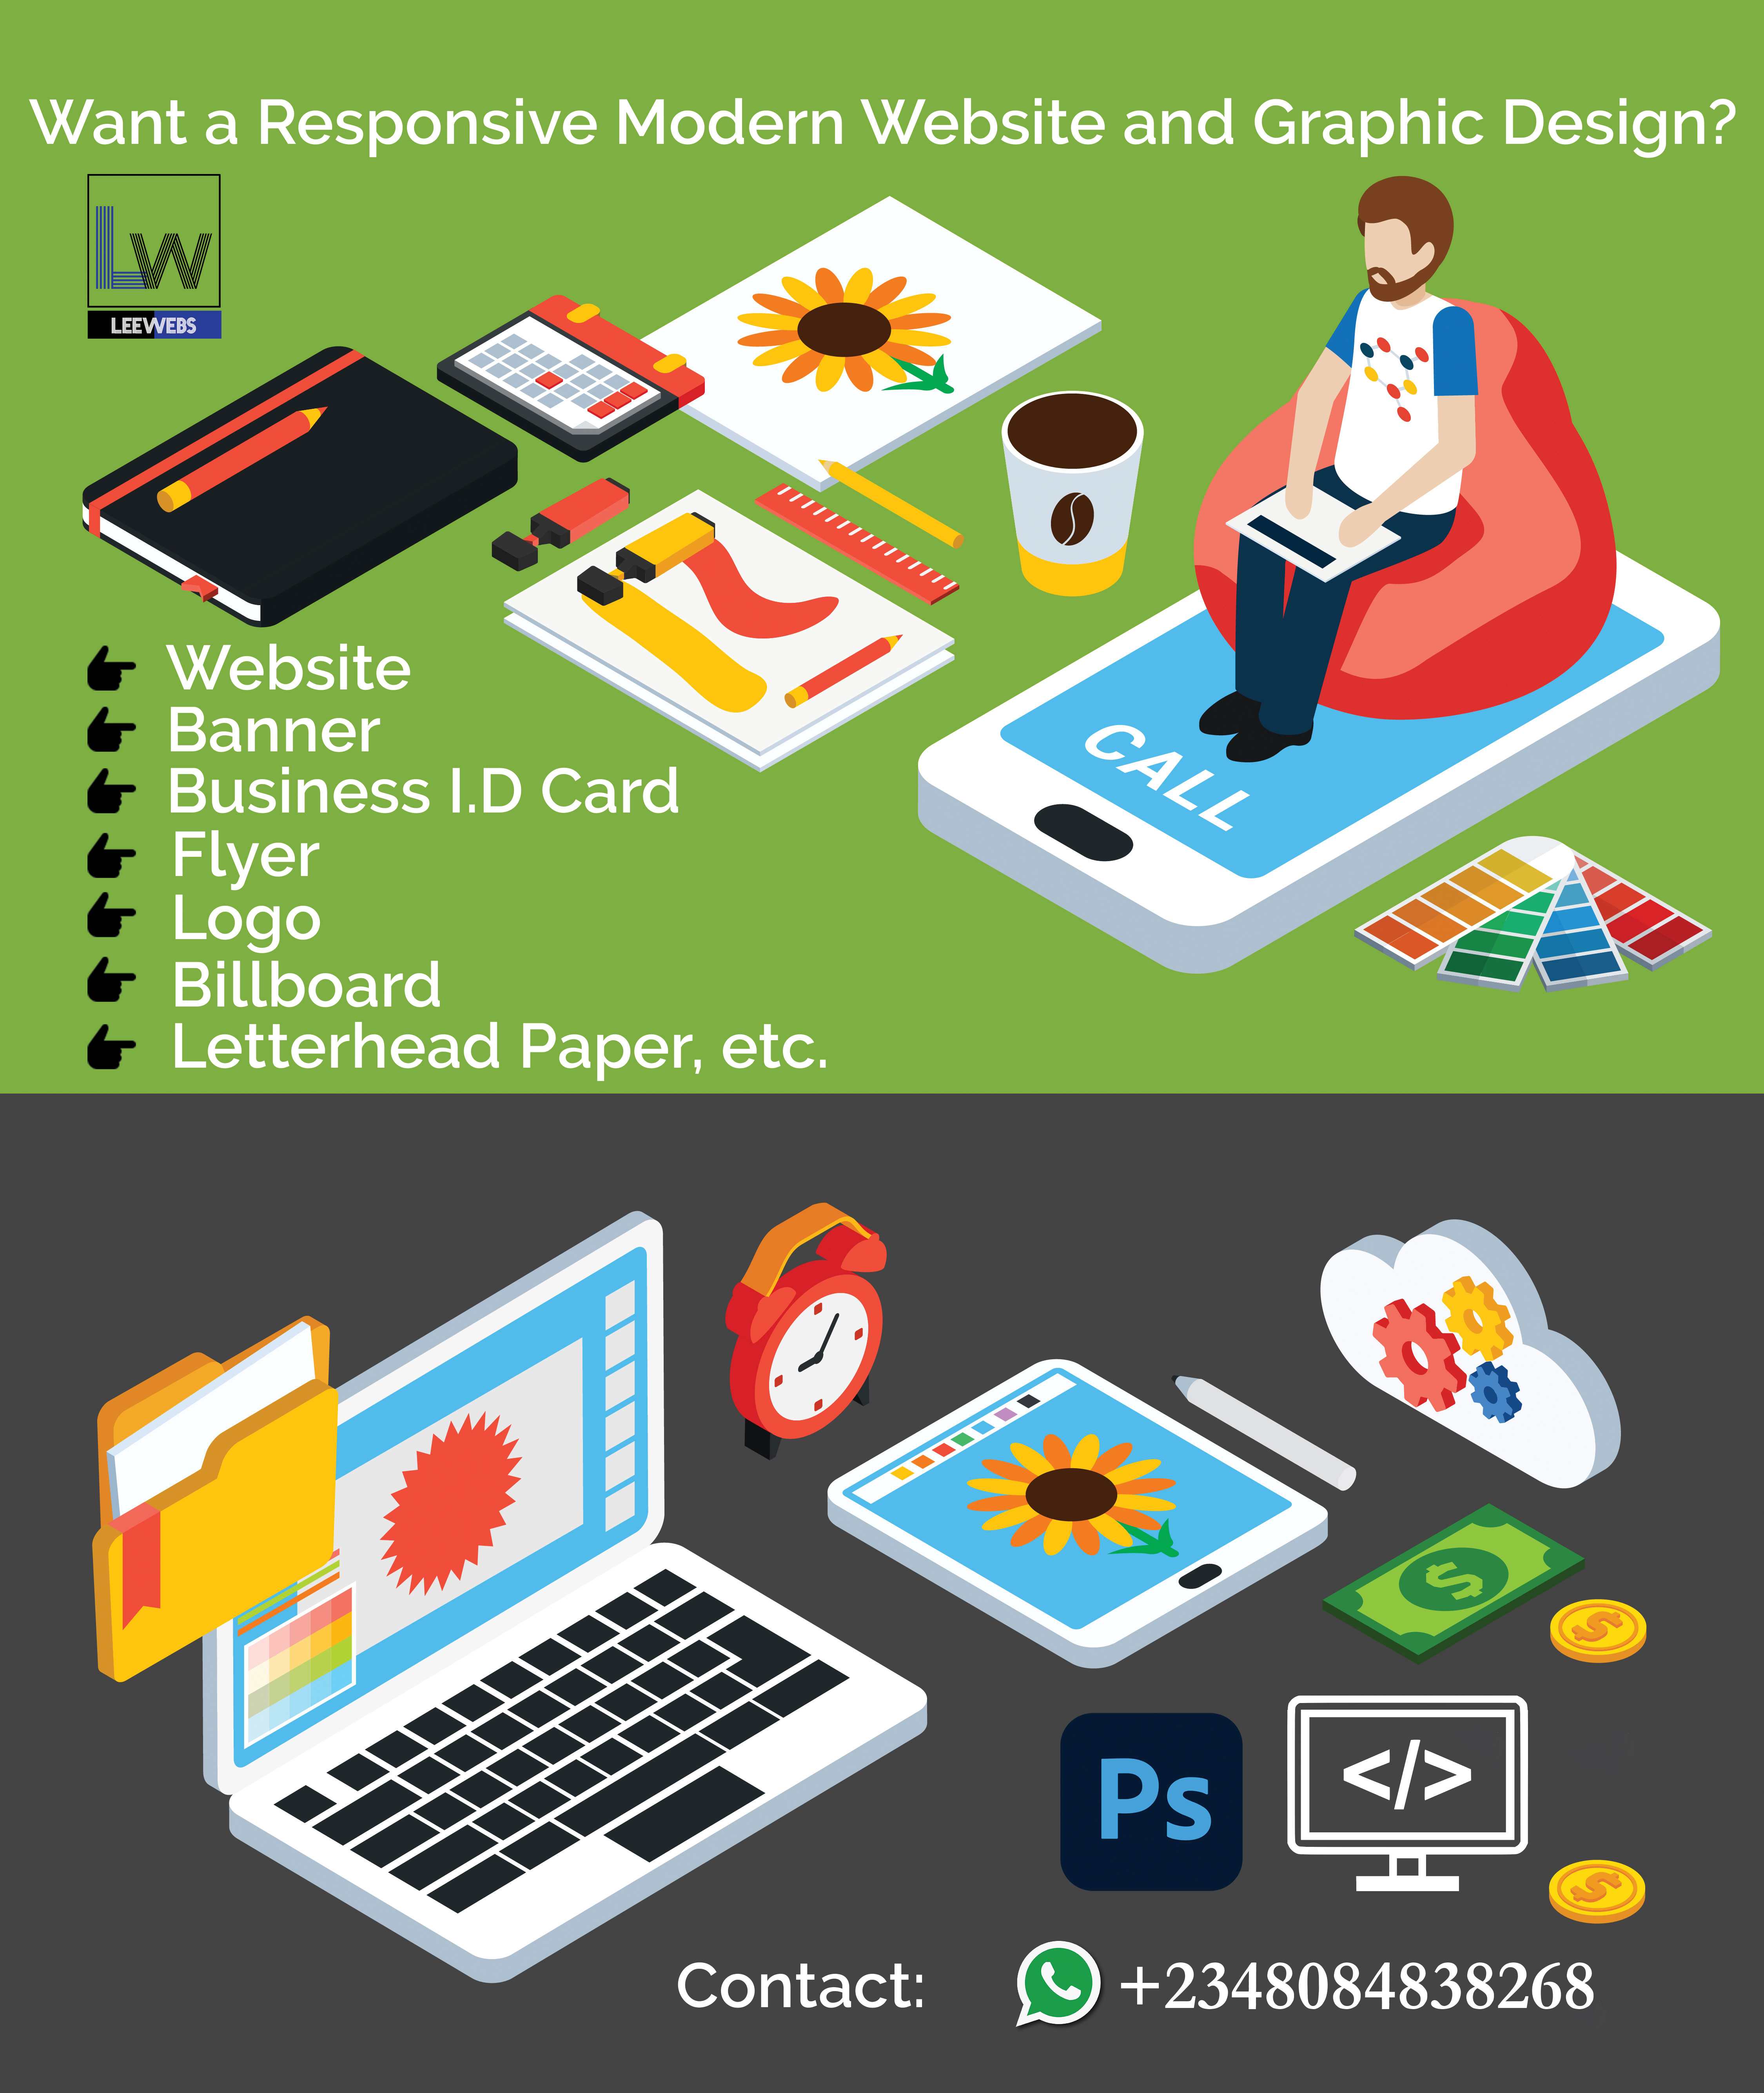 Want a Responsive Modern Website and Graphic Design?
LW
LEEWEBS
Website
Banner
Business I.D Card
Flyer
Logo
Billboard
Letterhead Paper, etc.
CALL
Ps
</>
Contact: +2348084838268